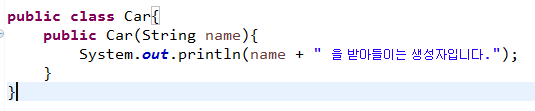 public class Car{
    public Car(String name){
        System.out.println(name + " 을 받아들이는 생성자입니다.");
    }
}